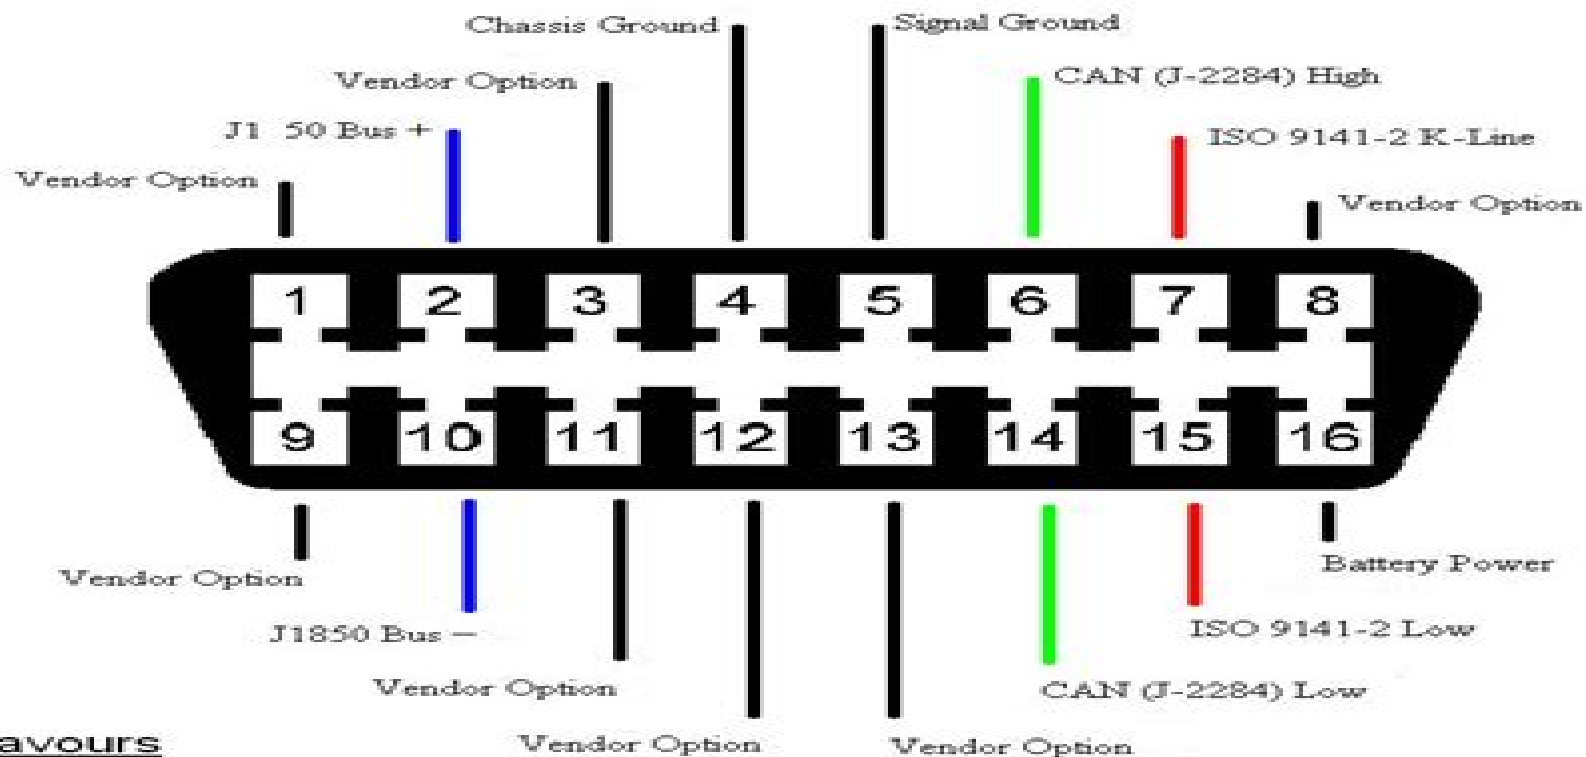 Chassis Ground
Signal Ground
Vendor Option
CAN (J-2284) High
J1 50 Bus +
ISO 9141-2 K-Line
Vendor Option
Vendor Option
1 2 3 4 5 6 7 8
9 10 11 12 13 14 15 16
Vendor Option
Battery Power
J1850 Bus –
ISO 9141-2 Low
Vendor Option
CAN (J-2284) Low
avours
Vendor Option
Vendor Option